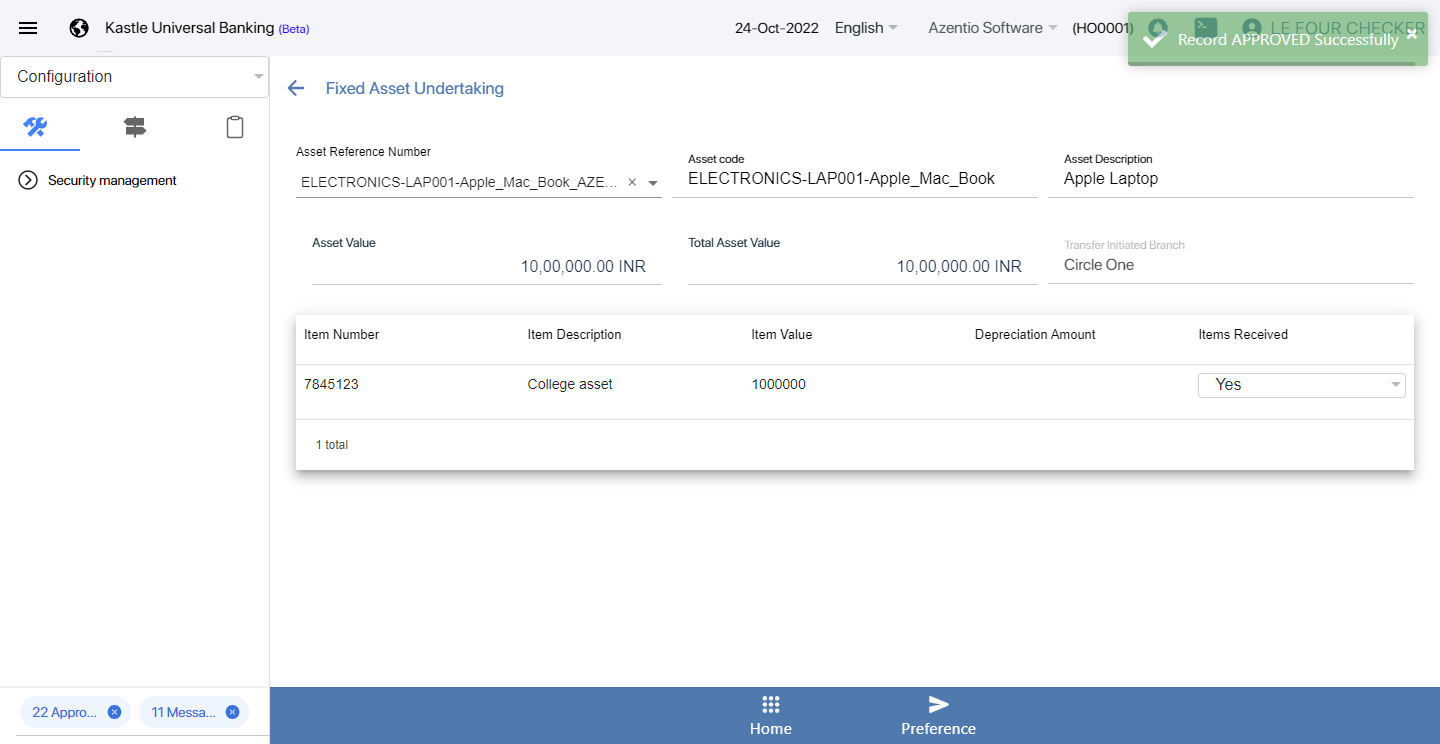 Kastle Universal Banking (Beta)
24-Oct-2022
English
Azentio Software
(HO0001)
LE FOUR CHECKER
Record APPROVED Successfully
Configuration
Security management
Fixed Asset Undertaking
Asset Reference Number
ELECTRONICS-LAP001-Apple_Mac_Book_AZE...
Asset code
ELECTRONICS-LAP001-Apple_Mac_Book
Asset Description
Apple Laptop
Asset Value
10,00,000.00 INR
Total Asset Value
10,00,000.00 INR
Transfer Initiated Branch
Circle One
Item Number Item Description Item Value Depreciation Amount Items Received
7845123 College asset 1000000 Yes
1 total
22 Appro...
11 Messa...
Home
Preference